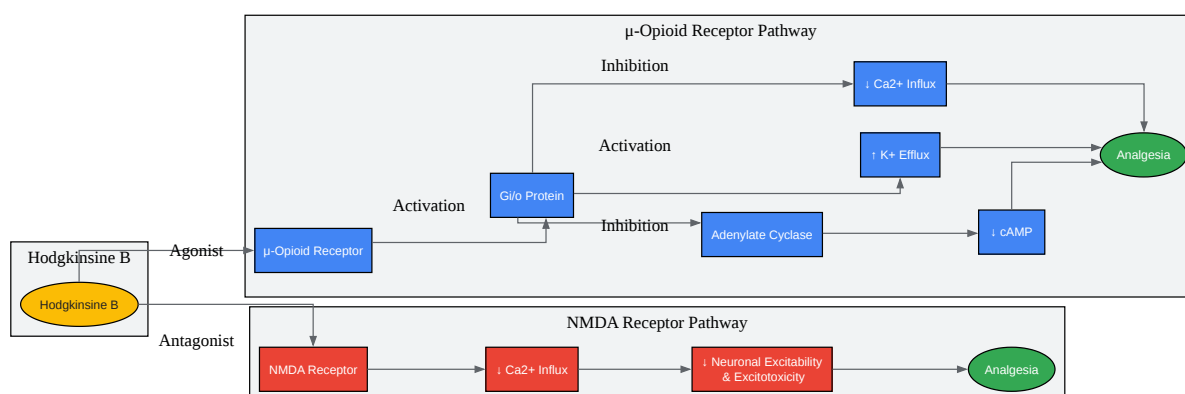 μ-Opioid Receptor Pathway
Inhibition
↓ Ca2+ Influx
Activation
↑ K+ Efflux
Analgesia
Gi/o Protein
Activation
Inhibition
Adenylate Cyclase
↓ cAMP
Agonist
μ-Opioid Receptor
Hodgkinsine B
Hodgkinsine B
Antagonist
NMDA Receptor Pathway
NMDA Receptor
↓ Ca2+ Influx
↓ Neuronal Excitability
& Excitotoxicity
Analgesia